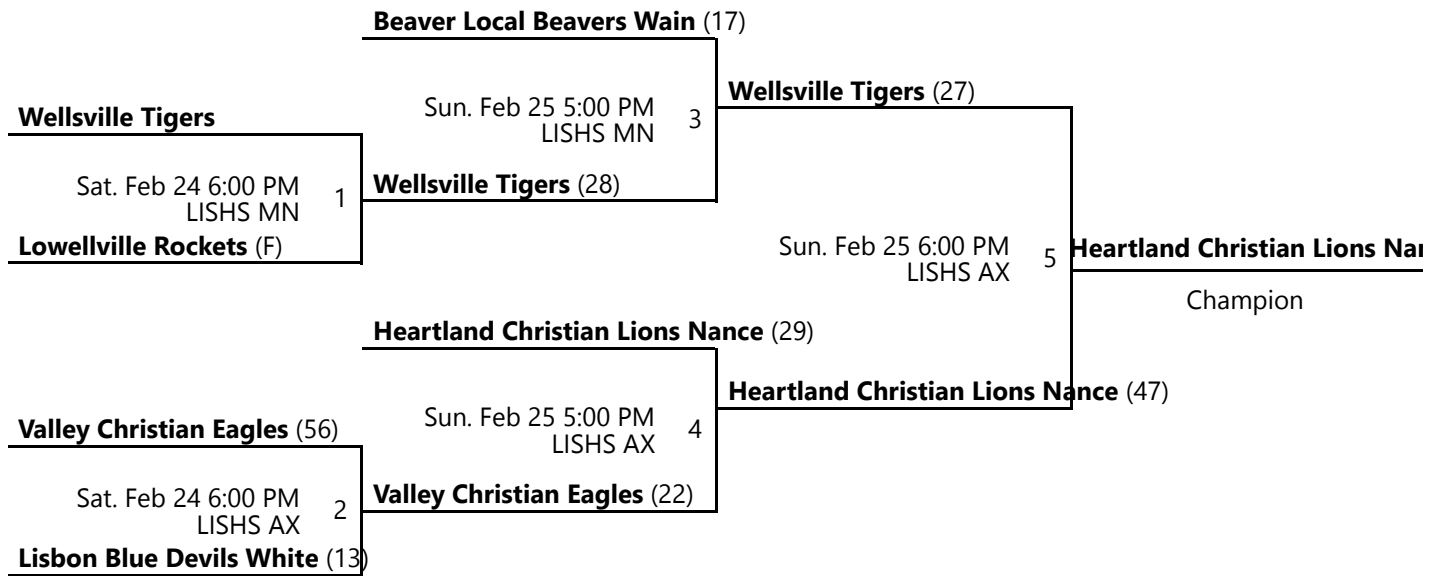 Beaver Local Beavers Wain (17)
Wellsville Tigers (27)
Sun. Feb 25 5:00 PM
LISHS MN
3
Wellsville Tigers
Sat. Feb 24 6:00 PM
LISHS MN
1
Wellsville Tigers (28)
Lowellville Rockets (F)
Sun. Feb 25 6:00 PM
LISHS AX
5
Heartland Christian Lions Nan
Champion
Heartland Christian Lions Nance (29)
Heartland Christian Lions Nance (47)
Sun. Feb 25 5:00 PM
LISHS AX
4
Valley Christian Eagles (56)
Sat. Feb 24 6:00 PM
LISHS AX
2
Valley Christian Eagles (22)
Lisbon Blue Devils White (13)